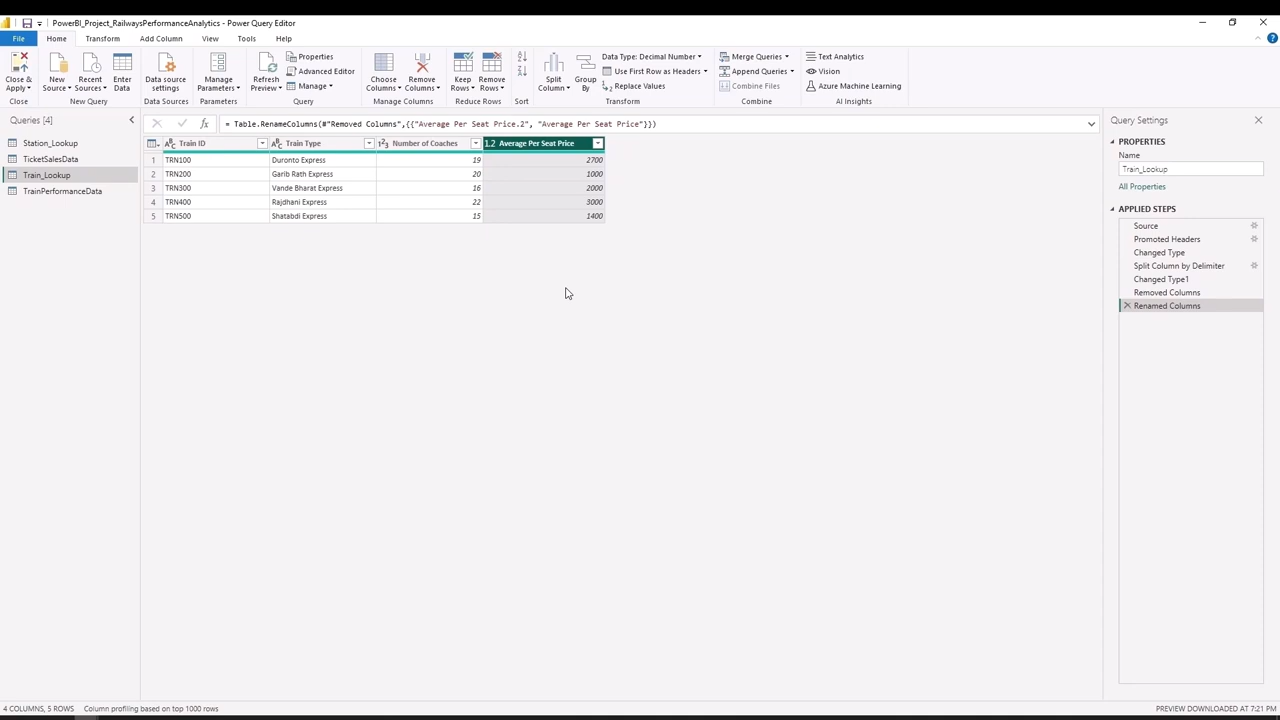 PowerBI_Project_RailwaysPerformanceAnalytics - Power Query Editor
File Home Transform Add Column View Tools Help
Close & Apply
New Source
Recent Sources
Enter Data
Data source settings
Manage Parameters
Refresh Preview
Properties
Advanced Editor
Manage
Choose Columns
Remove Columns
Keep Rows
Remove Rows
Split Column
Group By
Data Type: Decimal Number
Use First Row as Headers
Replace Values
Merge Queries
Append Queries
Combine Files
Text Analytics
Vision
Azure Machine Learning
Close New Query Data Sources Parameters Query Manage Columns Reduce Rows Sort Transform Combine AI Insights
Queries [4]
Station_Lookup
TicketSalesData
Train_Lookup
TrainPerformanceData
fx = Table.RenameColumns(#"Removed Columns",{{"Average Per Seat Price.2", "Average Per Seat Price"}})
ABC Train ID ABC Train Type 123 Number of Coaches 1.2 Average Per Seat Price
1 TRN100 Duronto Express 19 2700
2 TRN200 Garib Rath Express 20 1000
3 TRN300 Vande Bharat Express 16 2000
4 TRN400 Rajdhani Express 22 3000
5 TRN500 Shatabdi Express 15 1400
Query Settings
PROPERTIES
Name
Train_Lookup
All Properties
APPLIED STEPS
Source
Promoted Headers
Changed Type
Split Column by Delimiter
Changed Type1
Removed Columns
Renamed Columns
4 COLUMNS, 5 ROWS Column profiling based on top 1000 rows
PREVIEW DOWNLOADED AT 7:21 PM